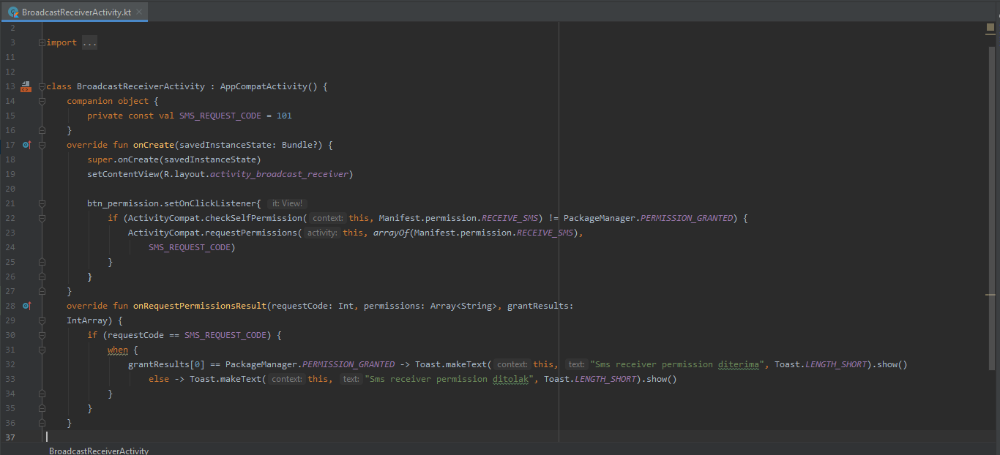 BroadcastReceiverActivity.kt
2
3 import ...
11
12
13 class BroadcastReceiverActivity : AppCompatActivity() {
14 companion object {
15 private const val SMS_REQUEST_CODE = 101
16 }
17 override fun onCreate(savedInstanceState: Bundle?) {
18 super.onCreate(savedInstanceState)
19 setContentView(R.layout.activity_broadcast_receiver)
20
21 btn_permission.setOnClickListener{ it: View!
22 if (ActivityCompat.checkSelfPermission( context: this, Manifest.permission.RECEIVE_SMS) != PackageManager.PERMISSION_GRANTED) {
23 ActivityCompat.requestPermissions( activity: this, arrayOf(Manifest.permission.RECEIVE_SMS),
24 SMS_REQUEST_CODE)
25 }
26 }
27 }
28 override fun onRequestPermissionsResult(requestCode: Int, permissions: Array<String>, grantResults:
29 IntArray) {
30 if (requestCode == SMS_REQUEST_CODE) {
31 when {
32 grantResults[0] == PackageManager.PERMISSION_GRANTED -> Toast.makeText( context: this, text: "Sms receiver permission diterima", Toast.LENGTH_SHORT).show()
33 else -> Toast.makeText( context: this, text: "Sms receiver permission ditolak", Toast.LENGTH_SHORT).show()
34 }
35 }
36 }
37
BroadcastReceiverActivity